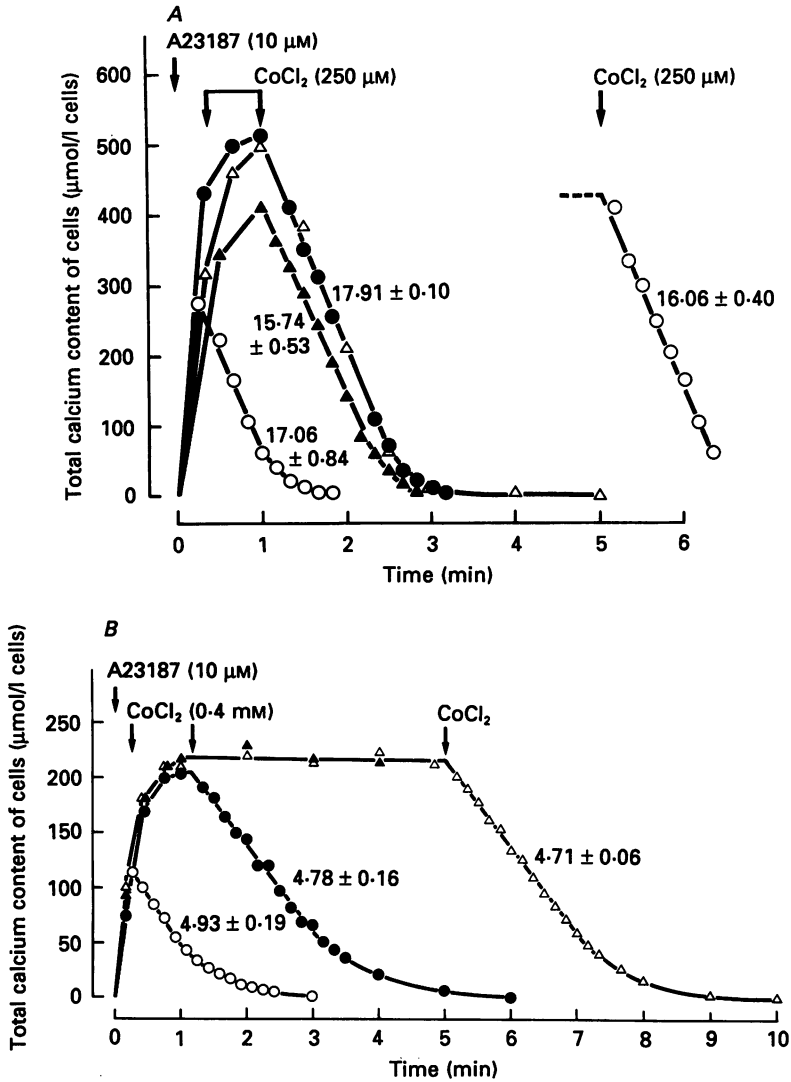 A
A23187 (10 μM)
CoCl₂ (250 μM)
CoCl₂ (250 μM)
Total calcium content of cells (μmol/l cells)
600
500
400
300
200
100
0
17·91 ± 0·10
15·74
± 0·53
17·06
± 0·84
16·06 ± 0·40
0 1 2 3 4 5 6
Time (min)
B
A23187 (10 μM)
CoCl₂ (0·4 mM)
CoCl₂
Total calcium content of cells (μmol/l cells)
250
200
150
100
50
0
4·71 ± 0·06
4·78 ± 0·16
4·93 ± 0·19
0 1 2 3 4 5 6 7 8 9 10
Time (min)